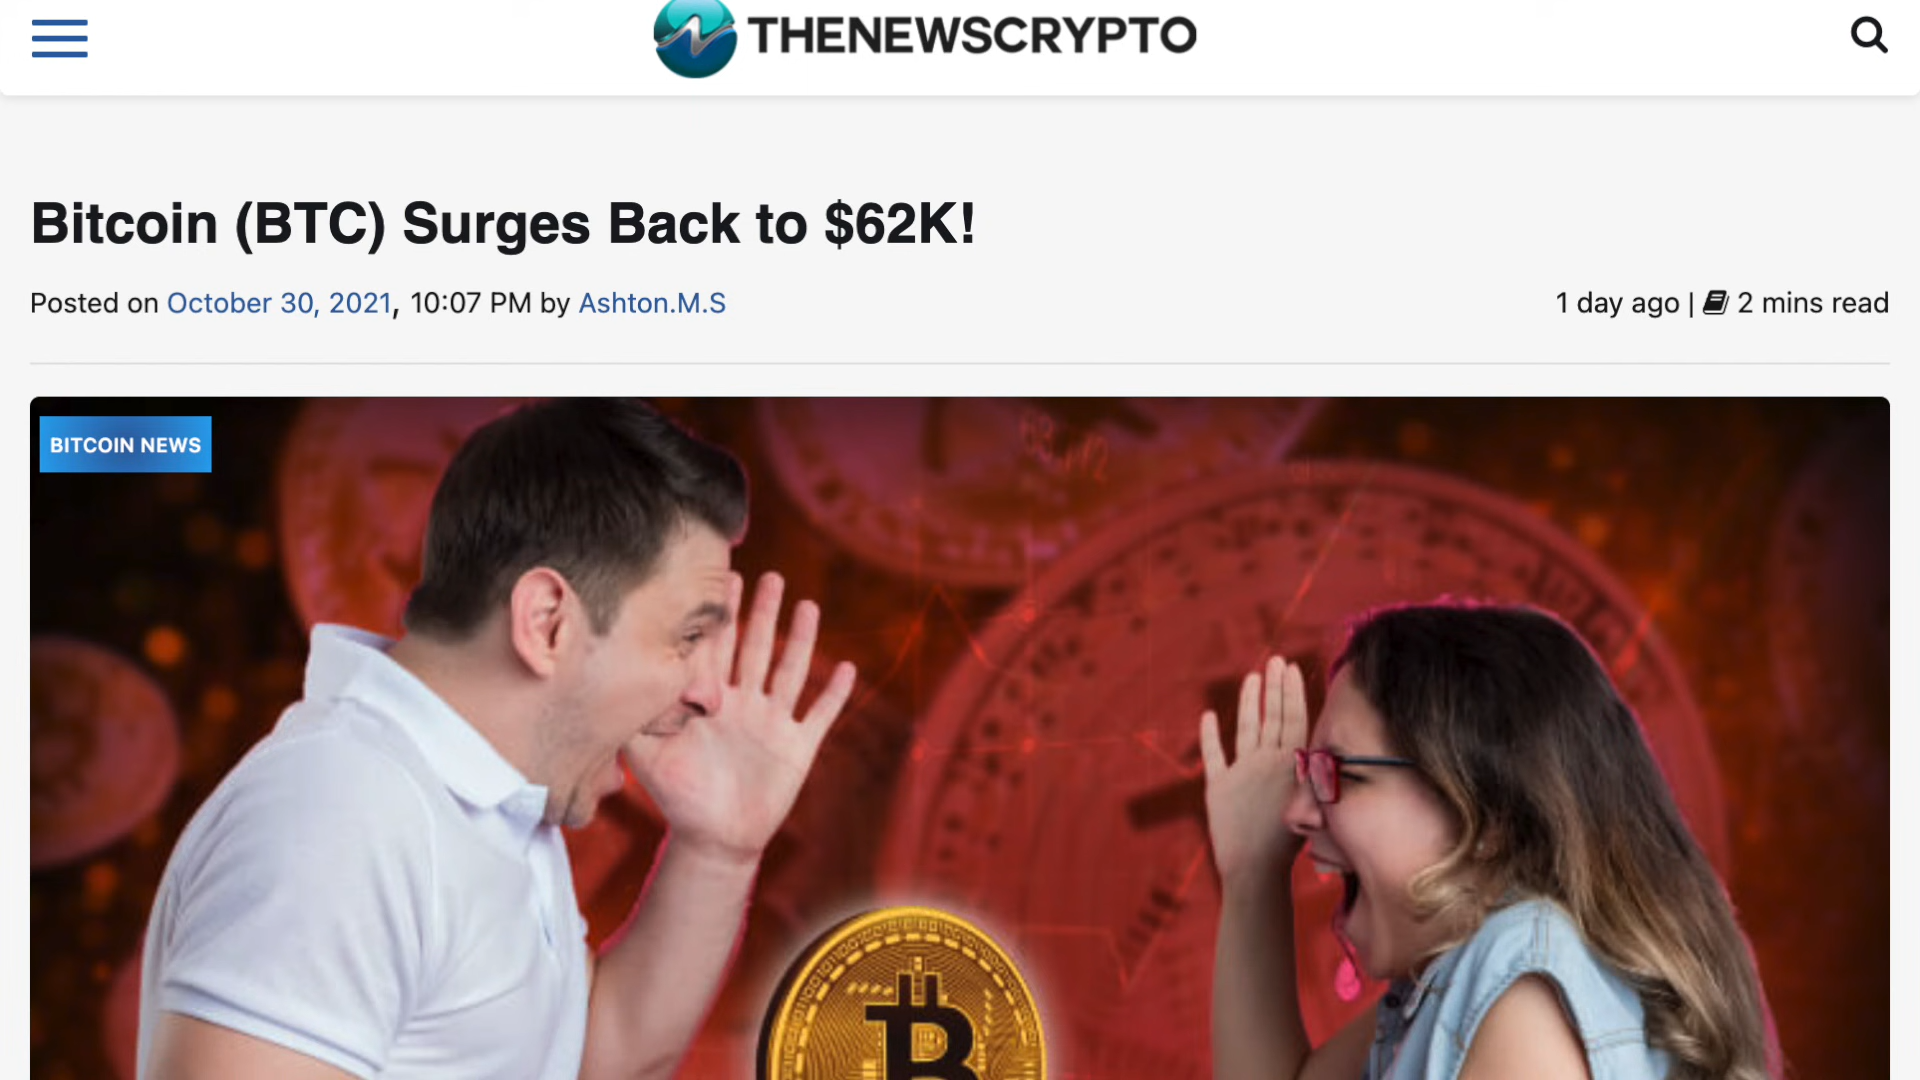 THENEWSCRYPTO
Bitcoin (BTC) Surges Back to $62K!
Posted on October 30, 2021, 10:07 PM by Ashton.M.S
1 day ago | 2 mins read
BITCOIN NEWS